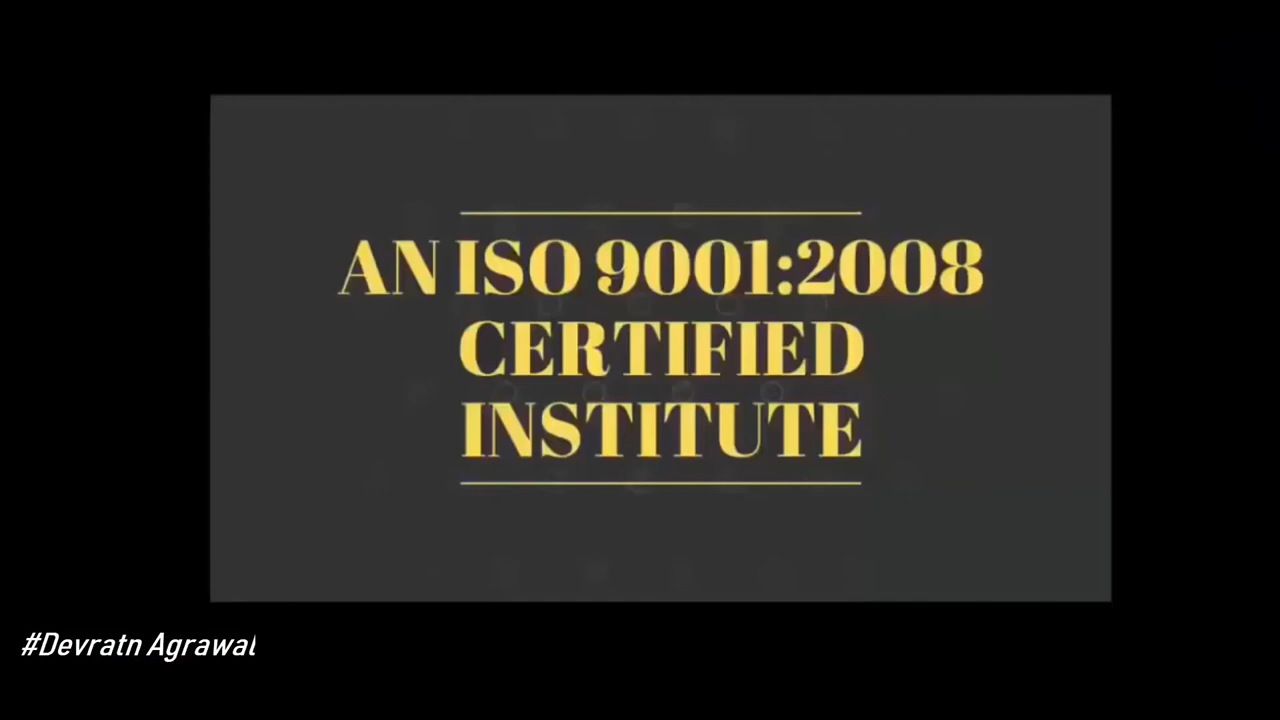 AN ISO 9001:2008
CERTIFIED
INSTITUTE
#Devratn Agrawal